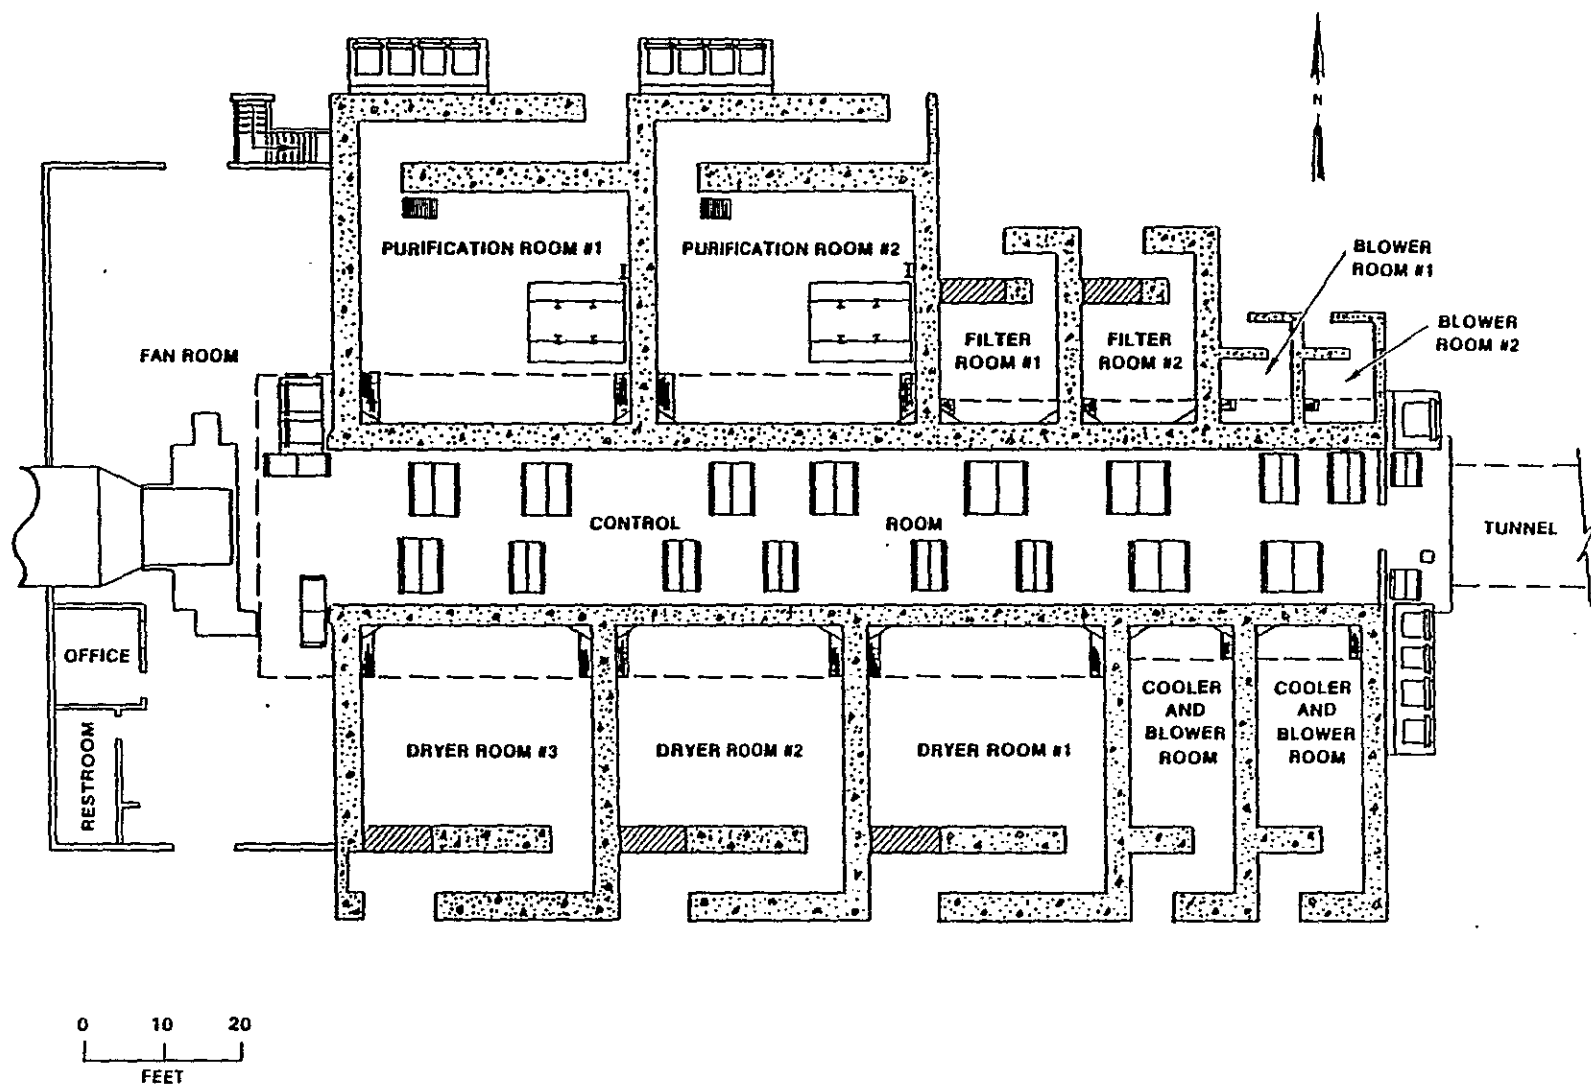 N
PURIFICATION ROOM #1
PURIFICATION ROOM #2
BLOWER
ROOM #1
BLOWER
ROOM #2
FAN ROOM
FILTER
ROOM #1
FILTER
ROOM #2
CONTROL ROOM
TUNNEL
OFFICE
RESTROOM
DRYER ROOM #3
DRYER ROOM #2
DRYER ROOM #1
COOLER
AND
BLOWER
ROOM
COOLER
AND
BLOWER
ROOM
0 10 20
FEET